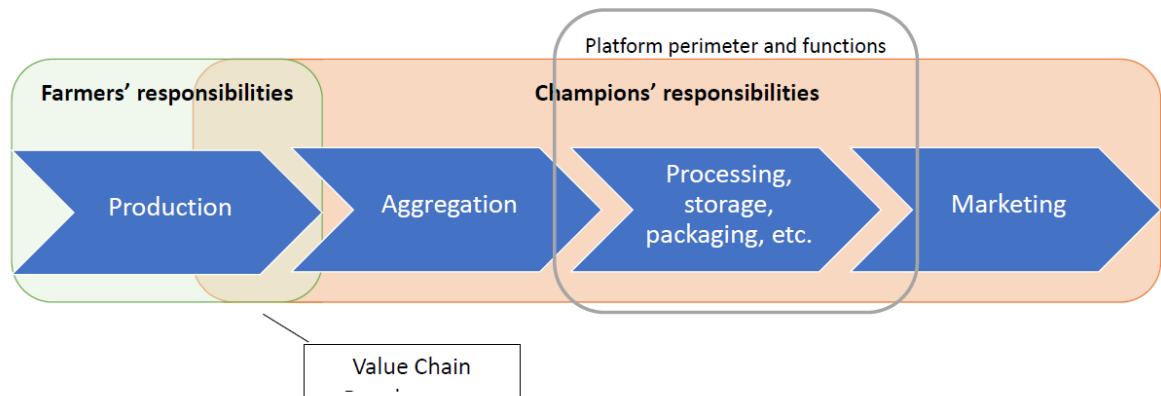 Platform perimeter and functions
Farmers’ responsibilities
Champions’ responsibilities
Production
Aggregation
Processing,
storage,
packaging, etc.
Marketing
Value Chain